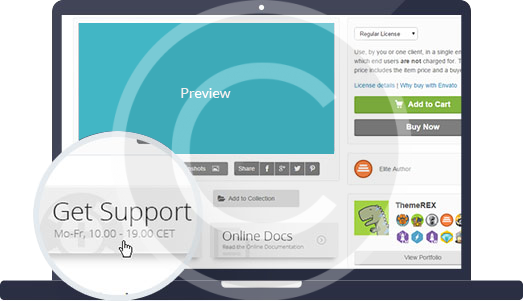 Preview
Regular License
Use, by you or one client, in a single
which end users are not charged for.
price includes the item price and a
License details | Why buy with Envato
Add to Cart
Buy Now
Share
Elite Author
Add to Collection
ThemeREX
Get Support
Mo-Fr, 10.00 - 19.00 CET
Online Docs
Read the Online Documentation
View Portfolio